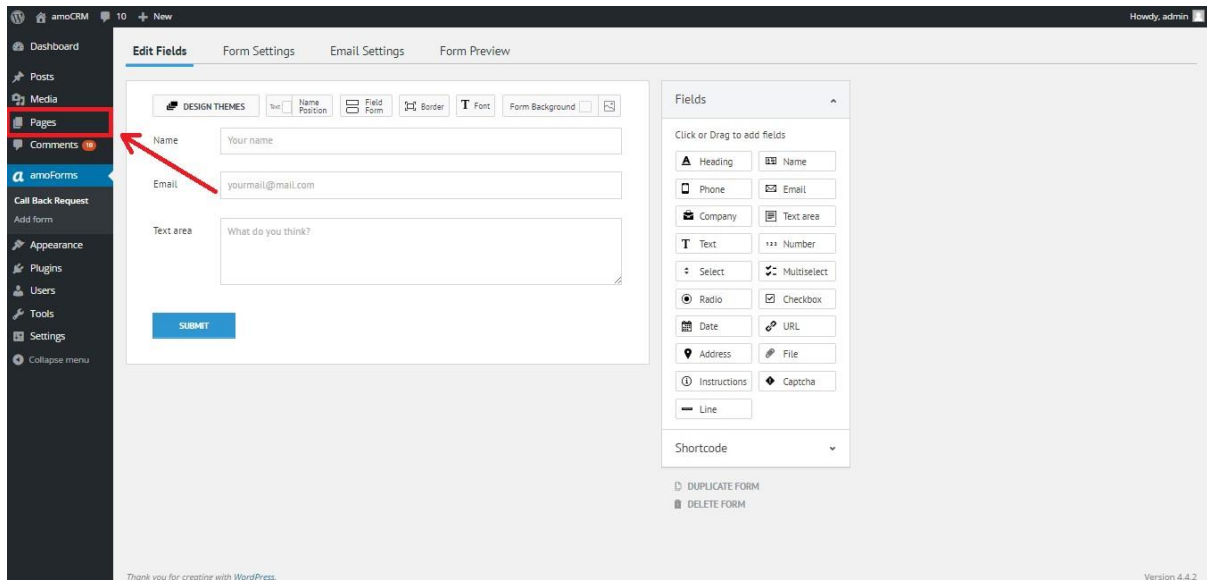 amoCRM 10 + New Howdy, admin
Dashboard
Posts
Media
Pages
Comments 10
amoForms
Call Back Request
Add form
Appearance
Plugins
Users
Tools
Settings
Collapse menu
Edit Fields Form Settings Email Settings Form Preview
DESIGN THEMES Text Name Position Field Form Border T Font Form Background
Name Your name
Email yourmail@mail.com
Text area What do you think?
SUBMIT
Fields
Click or Drag to add fields
A Heading Name
Phone Email
Company Text area
T Text 123 Number
Select Multiselect
Radio Checkbox
Date URL
Address File
Instructions Captcha
Line
Shortcode
DUPLICATE FORM
DELETE FORM
Thank you for creating with WordPress. Version 4.4.2